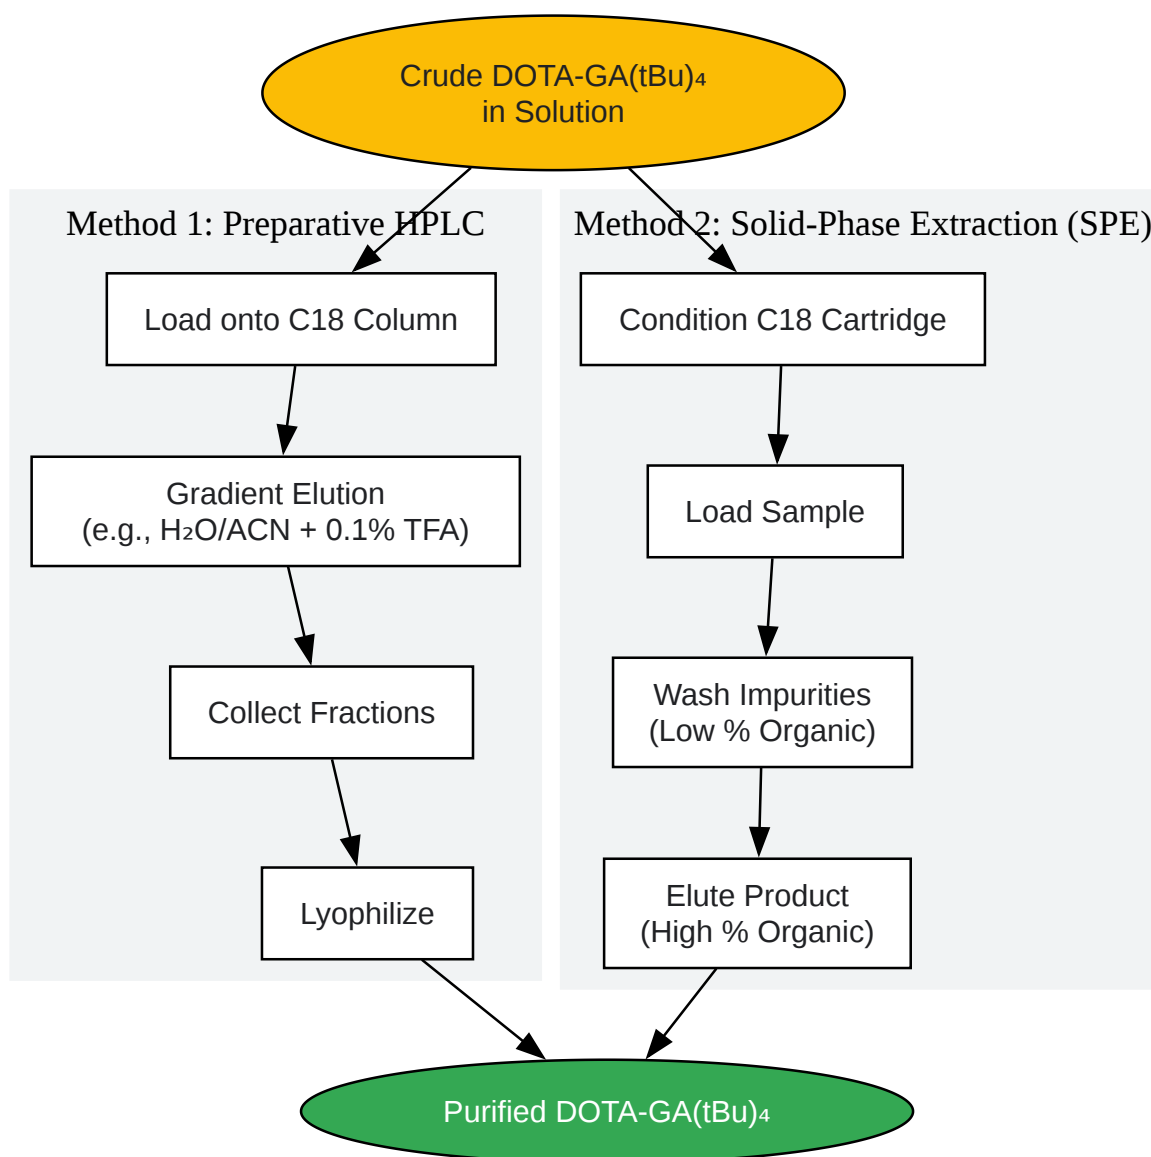 Crude DOTA-GA(tBu)₄
in Solution
Method 1: Preparative HPLC
Load onto C18 Column
Gradient Elution
(e.g., H₂O/ACN + 0.1% TFA)
Collect Fractions
Lyophilize
Method 2: Solid-Phase Extraction (SPE)
Condition C18 Cartridge
Load Sample
Wash Impurities
(Low % Organic)
Elute Product
(High % Organic)
Purified DOTA-GA(tBu)₄